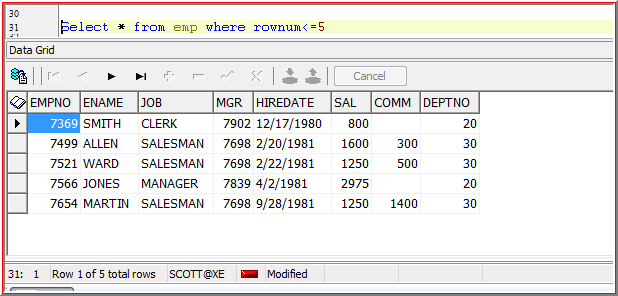 30
31 Select * from emp where rownum<=5
Data Grid
Cancel
EMPNO ENAME JOB MGR HIREDATE SAL COMM DEPTNO
7369 SMITH CLERK 7902 12/17/1980 800 20
7499 ALLEN SALESMAN 7698 2/20/1981 1600 300 30
7521 WARD SALESMAN 7698 2/22/1981 1250 500 30
7566 JONES MANAGER 7839 4/2/1981 2975 20
7654 MARTIN SALESMAN 7698 9/28/1981 1250 1400 30
31: 1 Row 1 of 5 total rows SCOTT@XE Modified